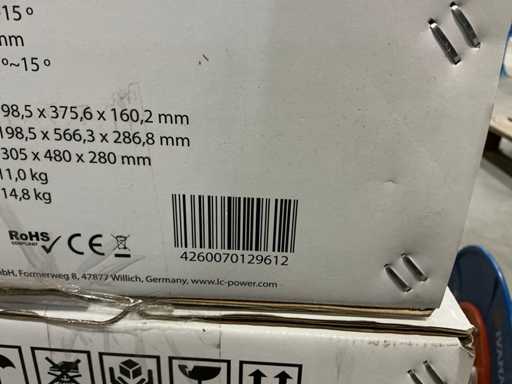 15 °
mm
°~15 °
98,5 x 375,6 x 160,2 mm
198,5 x 566,3 x 286,8 mm
305 x 480 x 280 mm
11,0 kg
14,8 kg
RoHS
COMPLIANT
CE
4260070129612
bH, Formerweg 8, 47877 Willich, Germany, www.lc-power.com